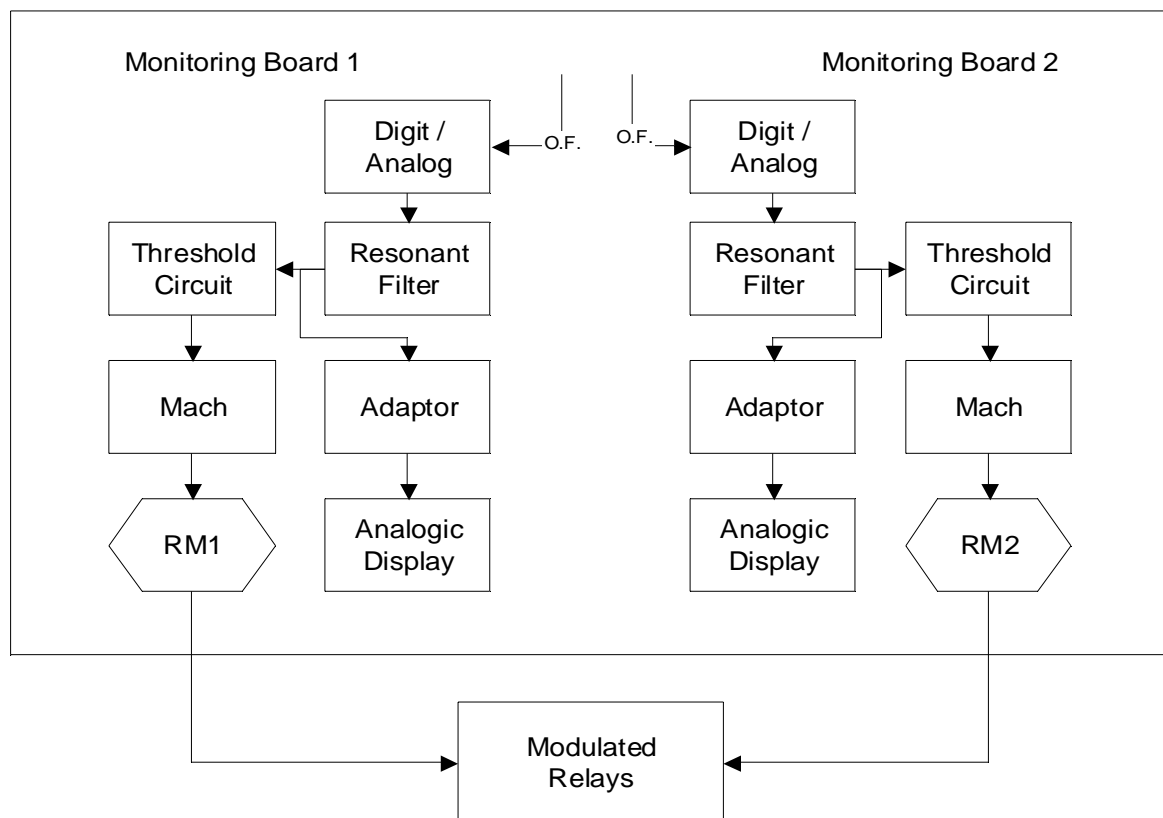 Monitoring Board 1
Monitoring Board 2
Digit /
Analog
O.F.
O.F.
Digit /
Analog
Threshold
Circuit
Resonant
Filter
Resonant
Filter
Threshold
Circuit
Mach
Adaptor
Adaptor
Mach
RM1
Analogic
Display
Analogic
Display
RM2
Modulated
Relays